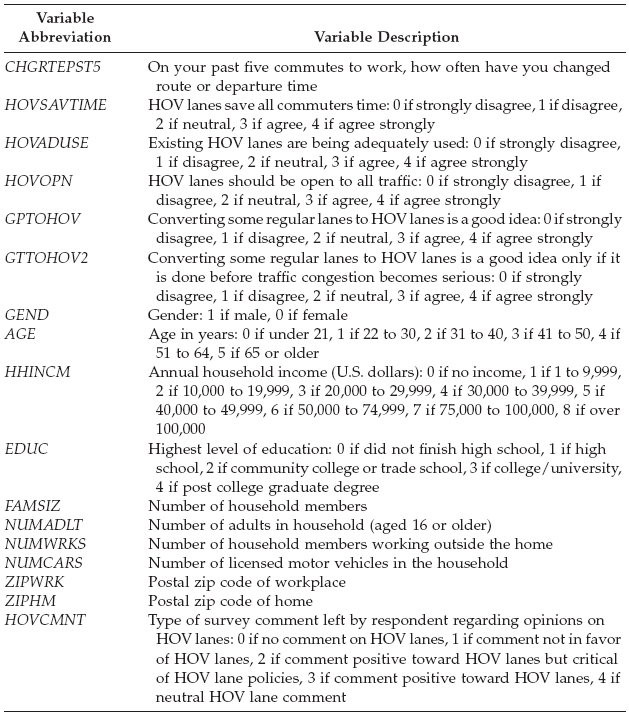 Variable
Abbreviation Variable Description
CHGRTEPST5 On your past five commutes to work, how often have you changed
route or departure time
HOVSAVTIME HOV lanes save all commuters time: 0 if strongly disagree, 1 if disagree,
2 if neutral, 3 if agree, 4 if agree strongly
HOVADUSE Existing HOV lanes are being adequately used: 0 if strongly disagree,
1 if disagree, 2 if neutral, 3 if agree, 4 if agree strongly
HOVOPN HOV lanes should be open to all traffic: 0 if strongly disagree, 1 if
disagree, 2 if neutral, 3 if agree, 4 if agree strongly
GPTOHOV Converting some regular lanes to HOV lanes is a good idea: 0 if strongly
disagree, 1 if disagree, 2 if neutral, 3 if agree, 4 if agree strongly
GTTOHOV2 Converting some regular lanes to HOV lanes is a good idea only if it
is done before traffic congestion becomes serious: 0 if strongly
disagree, 1 if disagree, 2 if neutral, 3 if agree, 4 if agree strongly
GEND Gender: 1 if male, 0 if female
AGE Age in years: 0 if under 21, 1 if 22 to 30, 2 if 31 to 40, 3 if 41 to 50, 4 if
51 to 64, 5 if 65 or older
HHINCM Annual household income (U.S. dollars): 0 if no income, 1 if 1 to 9,999,
2 if 10,000 to 19,999, 3 if 20,000 to 29,999, 4 if 30,000 to 39,999, 5 if
40,000 to 49,999, 6 if 50,000 to 74,999, 7 if 75,000 to 100,000, 8 if over
100,000
EDUC Highest level of education: 0 if did not finish high school, 1 if high
school, 2 if community college or trade school, 3 if college/university,
4 if post college graduate degree
FAMSIZ Number of household members
NUMADLT Number of adults in household (aged 16 or older)
NUMWRKS Number of household members working outside the home
NUMCARS Number of licensed motor vehicles in the household
ZIPWRK Postal zip code of workplace
ZIPHM Postal zip code of home
HOVCMNT Type of survey comment left by respondent regarding opinions on
HOV lanes: 0 if no comment on HOV lanes, 1 if comment not in favor
of HOV lanes, 2 if comment positive toward HOV lanes but critical
of HOV lane policies, 3 if comment positive toward HOV lanes, 4 if
neutral HOV lane comment